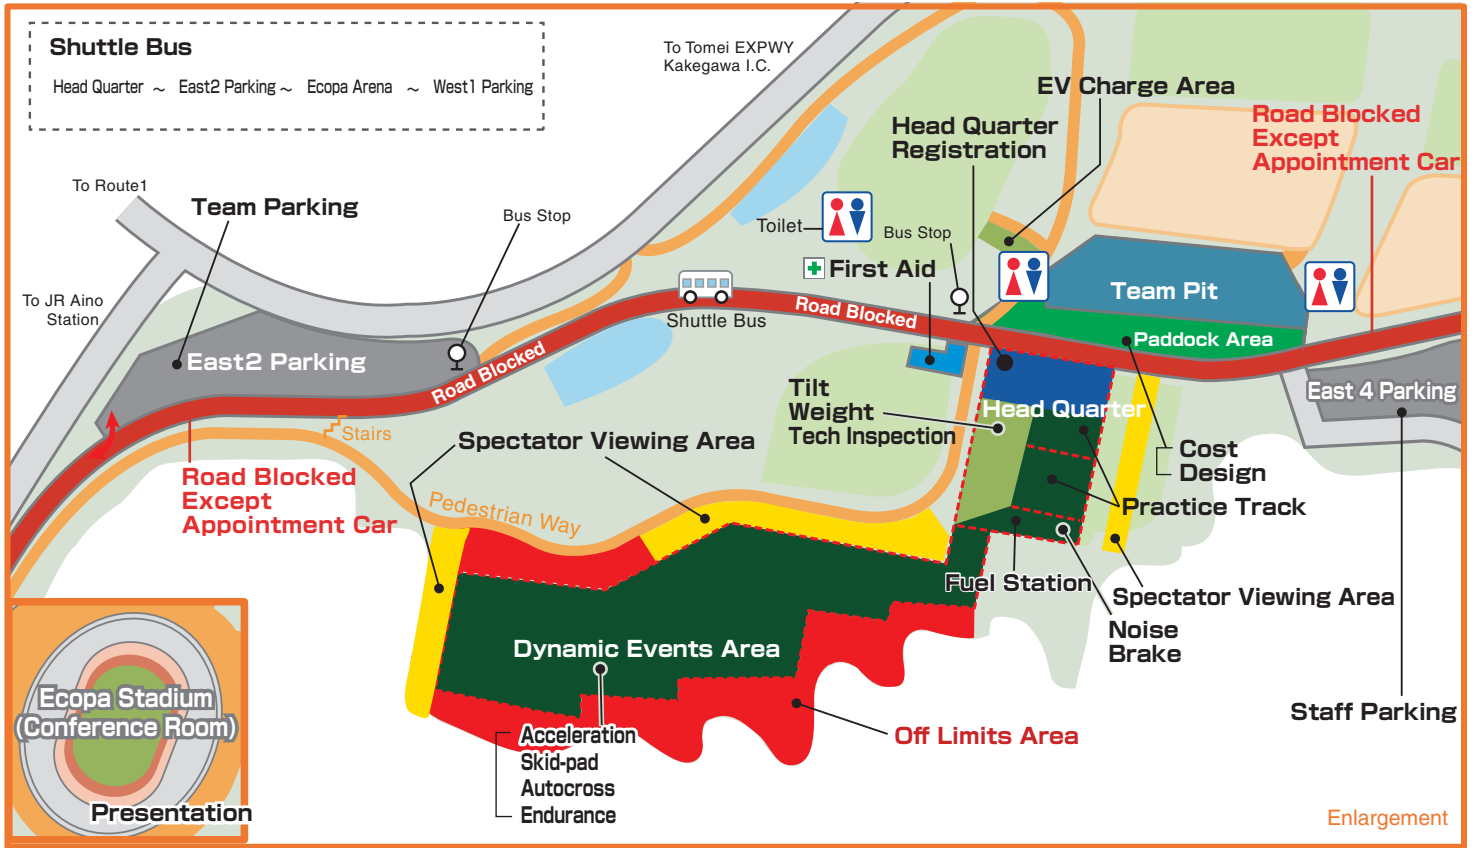 Shuttle Bus
Head Quarter ~ East2 Parking ~ Ecopa Arena ~ West1 Parking
To Tomei EXPWY
Kakegawa I.C.
EV Charge Area
Head Quarter
Registration
Road Blocked
Except
Appointment Car
To Route1
Team Parking
Bus Stop
Toilet
Bus Stop
First Aid
Team Pit
To JR Aino
Station
Shuttle Bus
Road Blocked
Paddock Area
East2 Parking
Road Blocked
East 4 Parking
Tilt
Weight
Tech Inspection
Head Quarter
Stairs
Spectator Viewing Area
Cost
Design
Road Blocked
Except
Appointment Car
Pedestrian Way
Practice Track
Fuel Station
Spectator Viewing Area
Noise
Brake
Dynamic Events Area
Ecopa Stadium
(Conference Room)
Staff Parking
Off Limits Area
Acceleration
Skid-pad
Autocross
Endurance
Presentation
Enlargement